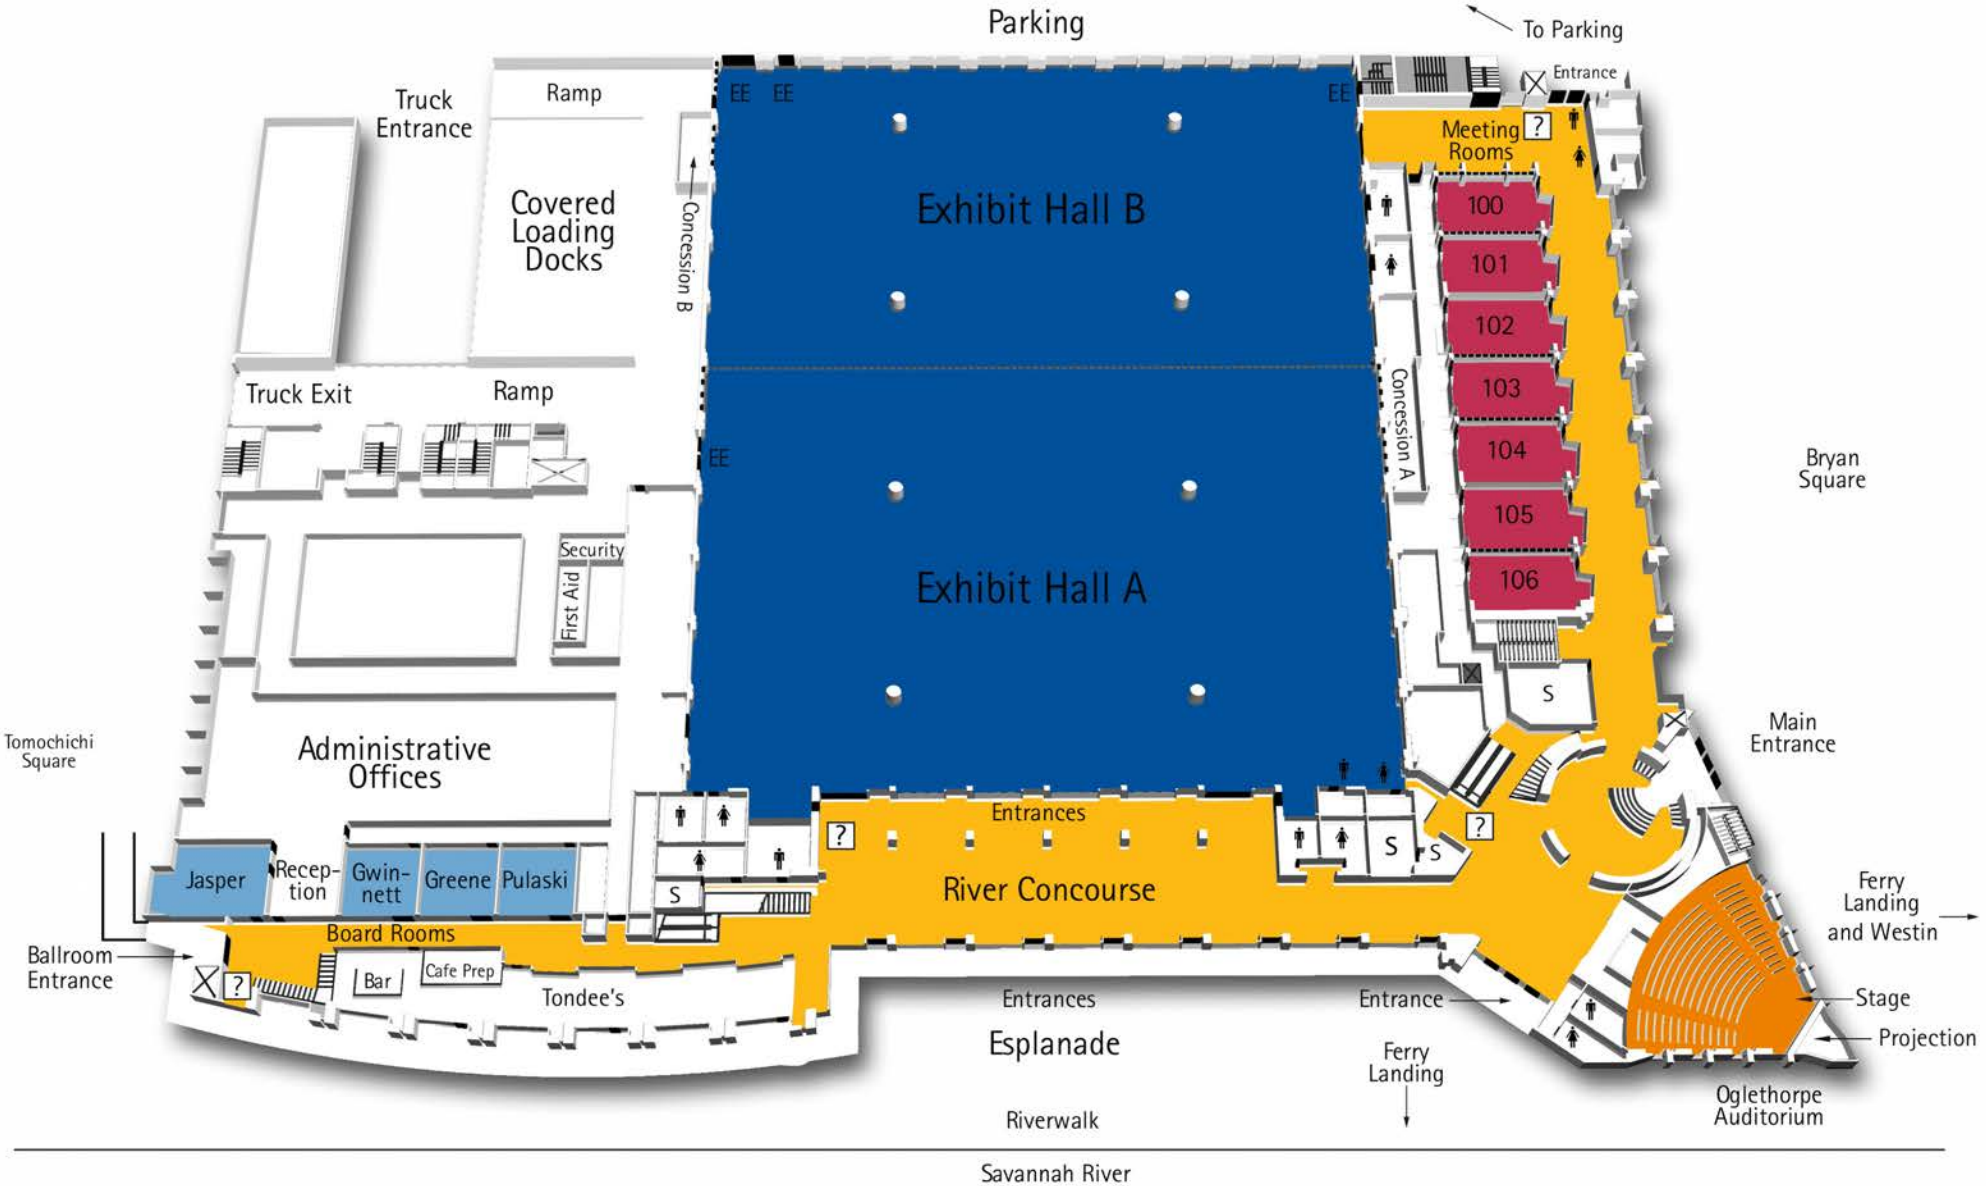 Parking
To Parking
Entrance
Truck
Entrance
Ramp
EE
EE
EE
Meeting
Rooms
?
Covered
Loading
Docks
Concession B
Exhibit Hall B
100
101
102
103
104
105
106
Truck Exit
Ramp
EE
Concession A
Bryan
Square
Security
First Aid
Exhibit Hall A
S
Tomochichi
Square
Administrative
Offices
Main
Entrance
Entrances
?
?
S
S
Jasper
Recep-
tion
Gwin-
nett
Greene
Pulaski
S
River Concourse
Ferry
Landing
and Westin
Board Rooms
Ballroom
Entrance
?
Bar
Cafe Prep
Tondee's
Entrances
Entrance
Stage
Esplanade
Projection
Ferry
Landing
Oglethorpe
Auditorium
Riverwalk
Savannah River